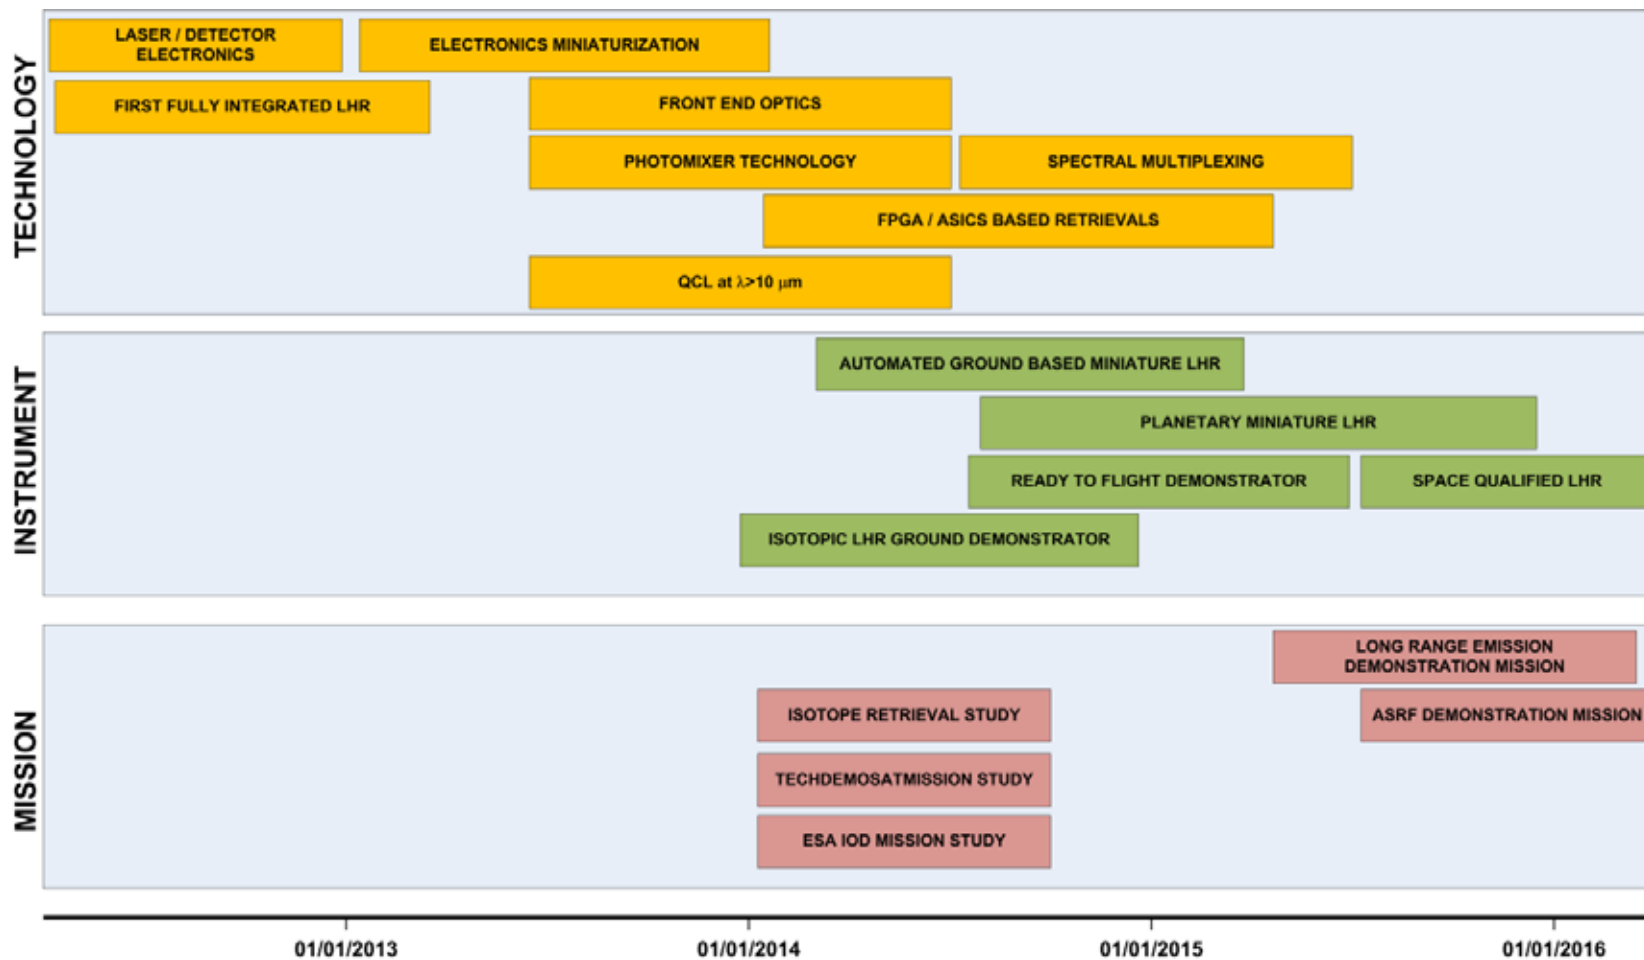 TECHNOLOGY
LASER / DETECTOR
ELECTRONICS
ELECTRONICS MINIATURIZATION
FIRST FULLY INTEGRATED LHR
FRONT END OPTICS
PHOTOMIXER TECHNOLOGY
SPECTRAL MULTIPLEXING
FPGA / ASICS BASED RETRIEVALS
QCL at λ>10 µm
INSTRUMENT
AUTOMATED GROUND BASED MINIATURE LHR
PLANETARY MINIATURE LHR
READY TO FLIGHT DEMONSTRATOR
SPACE QUALIFIED LHR
ISOTOPIC LHR GROUND DEMONSTRATOR
MISSION
LONG RANGE EMISSION
DEMONSTRATION MISSION
ISOTOPE RETRIEVAL STUDY
ASRF DEMONSTRATION MISSION
TECHDEMOSATMISSION STUDY
ESA IOD MISSION STUDY
01/01/2013
01/01/2014
01/01/2015
01/01/2016